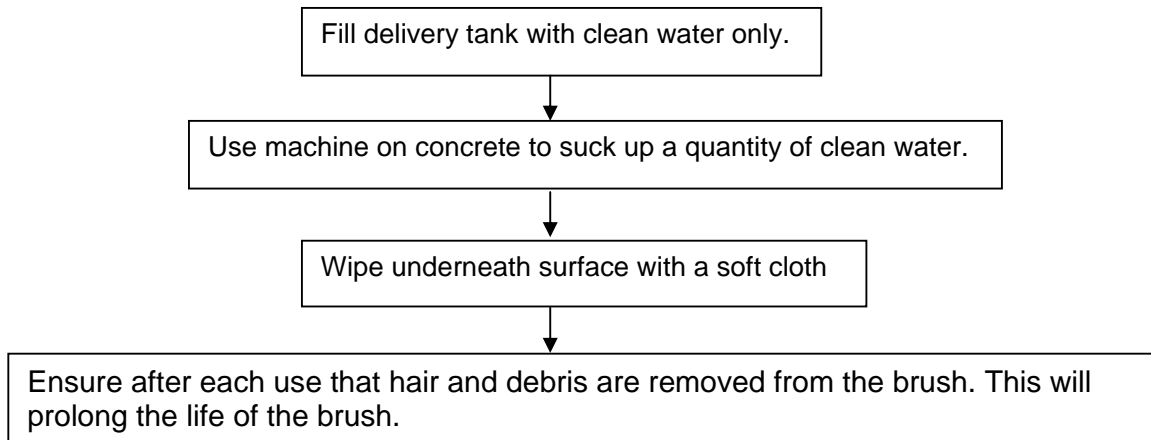 Fill delivery tank with clean water only.
Use machine on concrete to suck up a quantity of clean water.
Wipe underneath surface with a soft cloth
Ensure after each use that hair and debris are removed from the brush. This will
prolong the life of the brush.